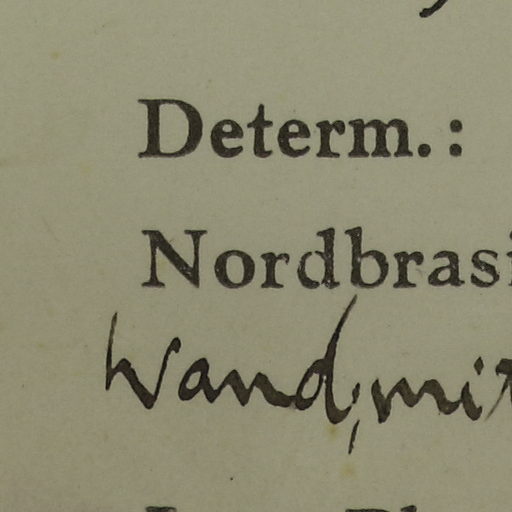 Determ.:
Nordbrasi
Wand, mit